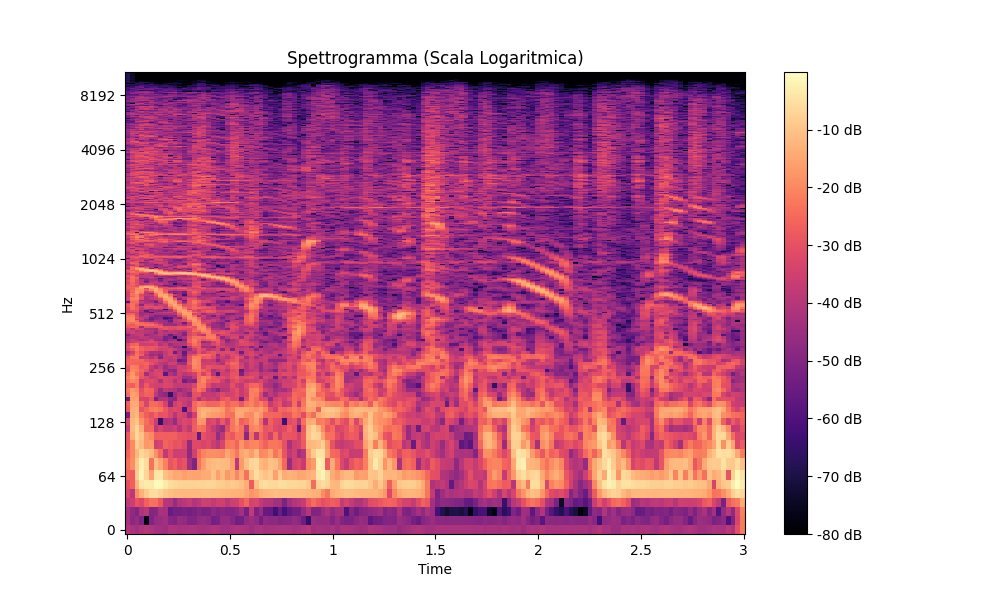 Spettrogramma (Scala Logaritmica)
8192
4096
2048
1024
512
256
128
64
0
Hz
0
0.5
1
1.5
2
2.5
3
Time
-10 dB
-20 dB
-30 dB
-40 dB
-50 dB
-60 dB
-70 dB
-80 dB